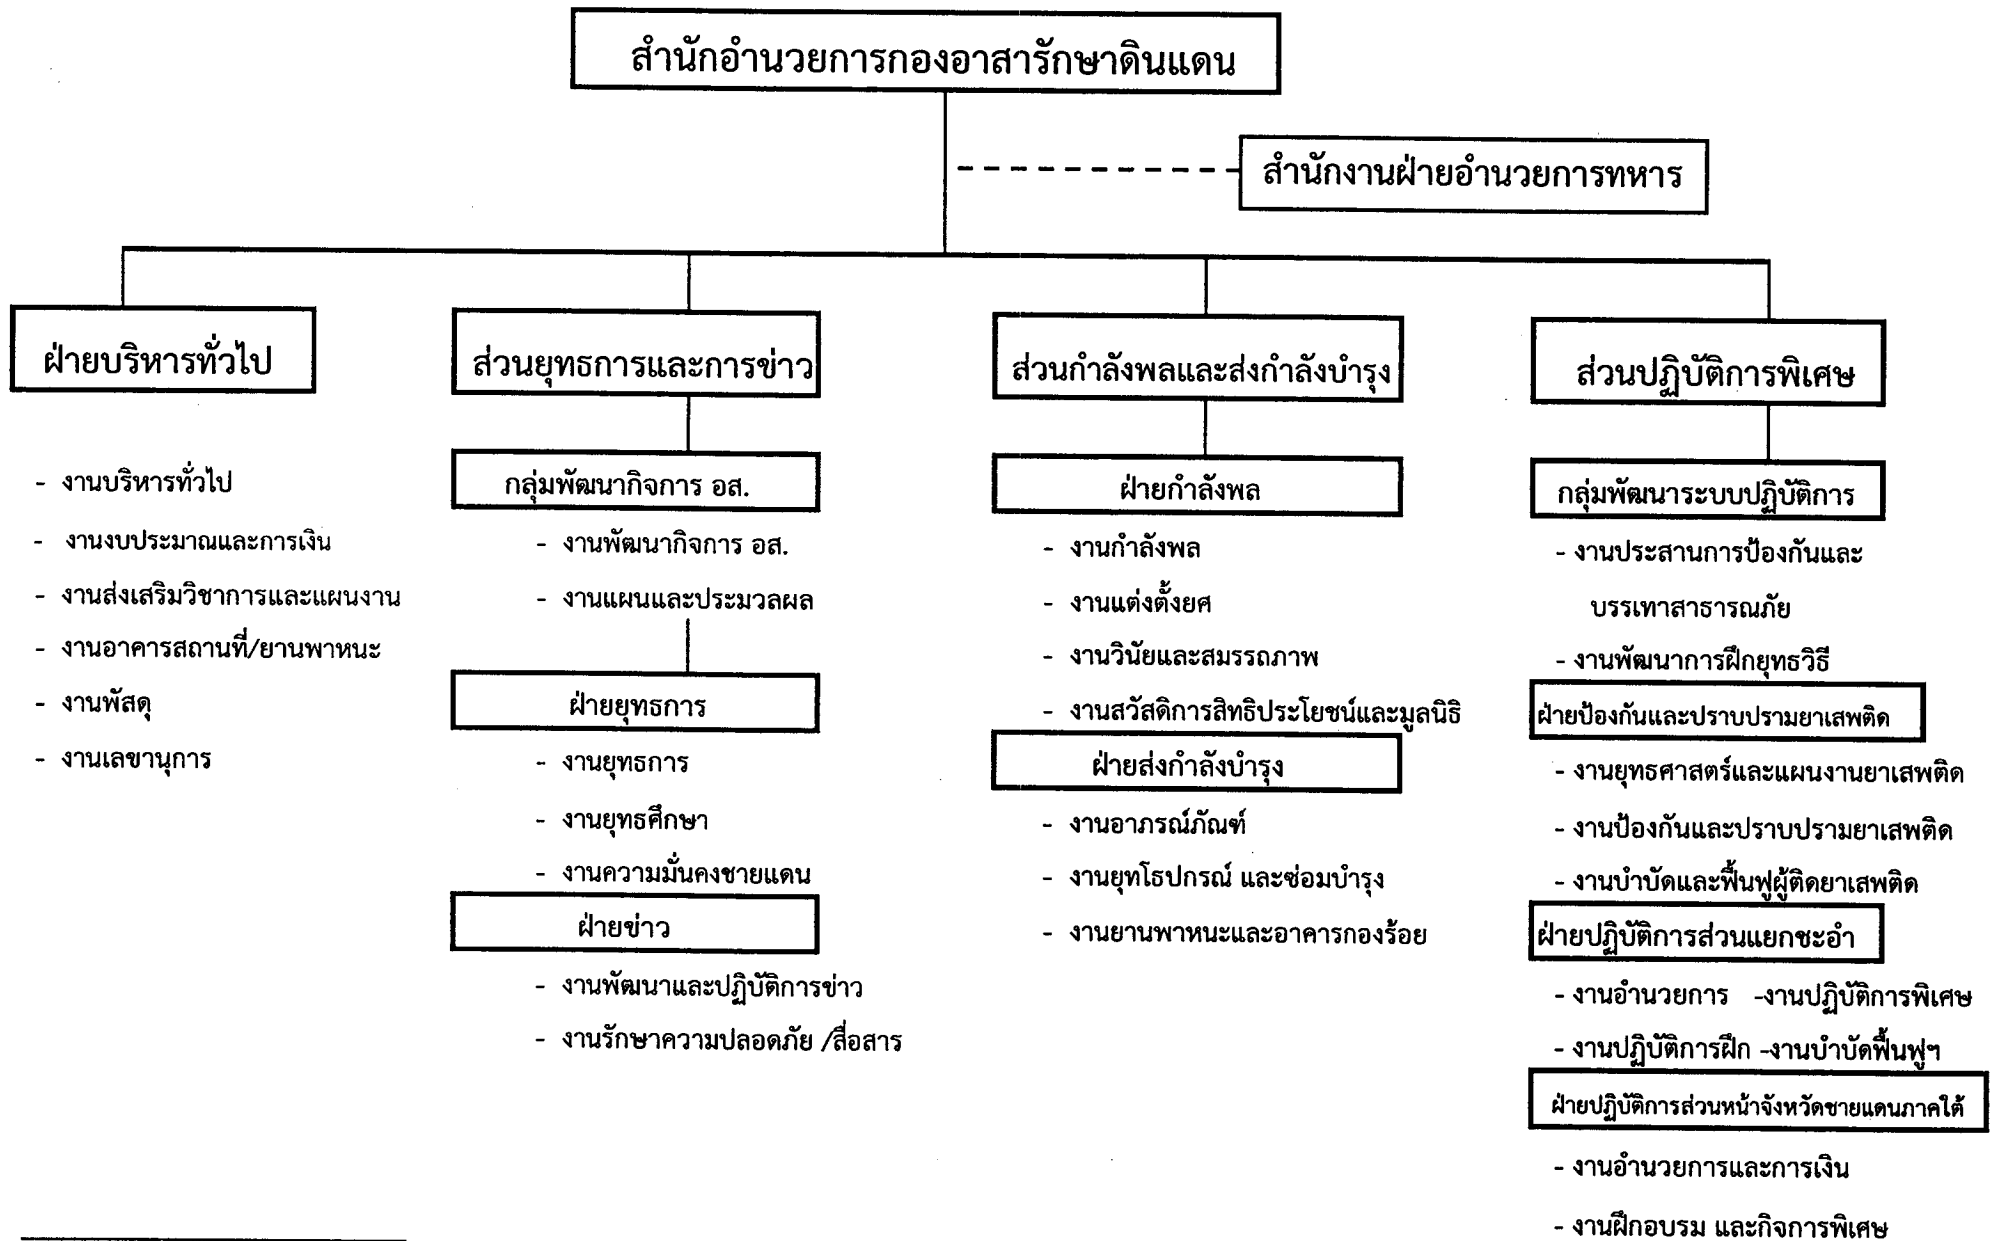 สำนักอำนวยการกองอาสารักษาดินแดน
สำนักงานฝ่ายอำนวยการทหาร
ฝ่ายบริหารทั่วไป
- งานบริหารทั่วไป
- งานงบประมาณและการเงิน
- งานส่งเสริมวิชาการและแผนงาน
- งานอาคารสถานที่/ยานพาหนะ
- งานพัสดุ
- งานเลขานุการ
ส่วนยุทธการและการข่าว
กลุ่มพัฒนากิจการ อส.
- งานพัฒนากิจการ อส.
- งานแผนและประมวลผล
ฝ่ายยุทธการ
- งานยุทธการ
- งานยุทธศึกษา
- งานความมั่นคงชายแดน
ฝ่ายข่าว
- งานพัฒนาและปฏิบัติการข่าว
- งานรักษาความปลอดภัย /สื่อสาร
ส่วนกำลังพลและส่งกำลังบำรุง
ฝ่ายกำลังพล
- งานกำลังพล
- งานแต่งตั้งยศ
- งานวินัยและสมรรถภาพ
- งานสวัสดิการสิทธิประโยชน์และมูลนิธิ
ฝ่ายส่งกำลังบำรุง
- งานอาภรณ์ภัณฑ์
- งานยุทโธปกรณ์ และซ่อมบำรุง
- งานยานพาหนะและอาคารกองร้อย
ส่วนปฏิบัติการพิเศษ
กลุ่มพัฒนาระบบปฏิบัติการ
- งานประสานการป้องกันและ
บรรเทาสาธารณภัย
- งานพัฒนาการฝึกยุทธวิธี
ฝ่ายป้องกันและปราบปรามยาเสพติด
- งานยุทธศาสตร์และแผนงานยาเสพติด
- งานป้องกันและปราบปรามยาเสพติด
- งานบำบัดและฟื้นฟูผู้ติดยาเสพติด
ฝ่ายปฏิบัติการส่วนแยกชะอำ
- งานอำนวยการ -งานปฏิบัติการพิเศษ
- งานปฏิบัติการฝึก -งานบำบัดฟื้นฟูฯ
ฝ่ายปฏิบัติการส่วนหน้าจังหวัดชายแดนภาคใต้
- งานอำนวยการและการเงิน
- งานฝึกอบรม และกิจการพิเศษ